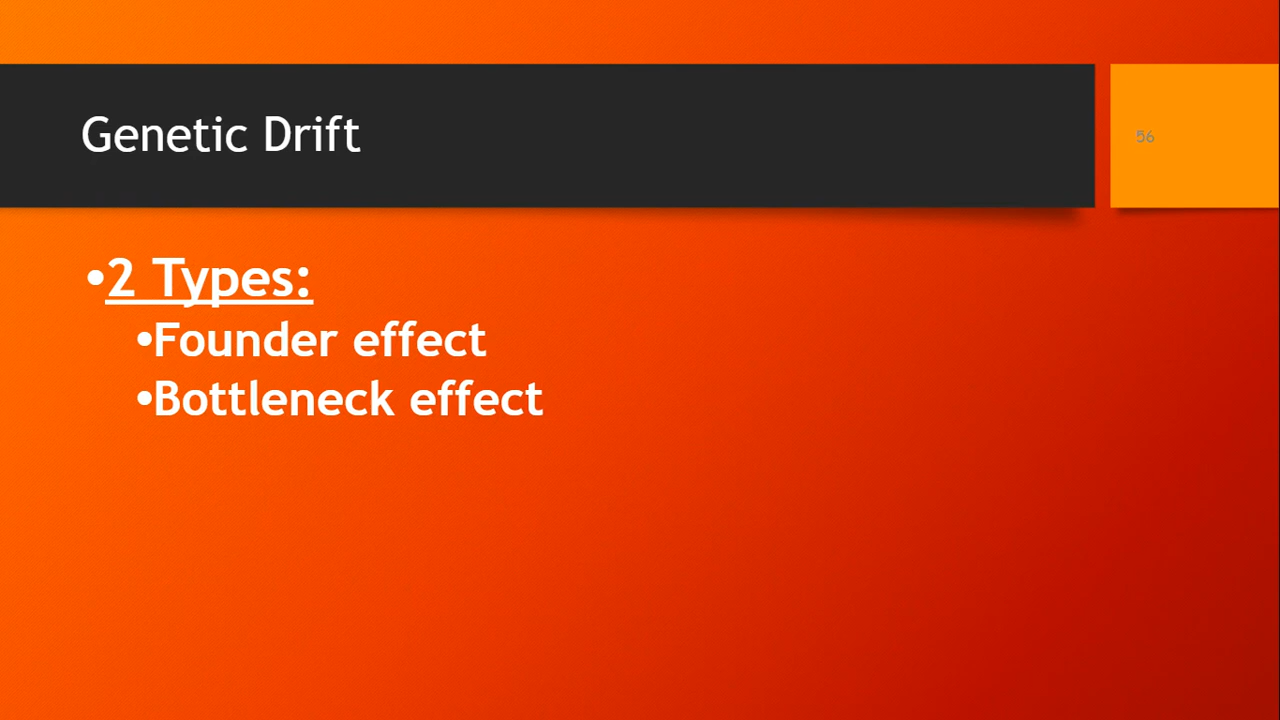 Genetic Drift
56
•2 Types:
•Founder effect
•Bottleneck effect